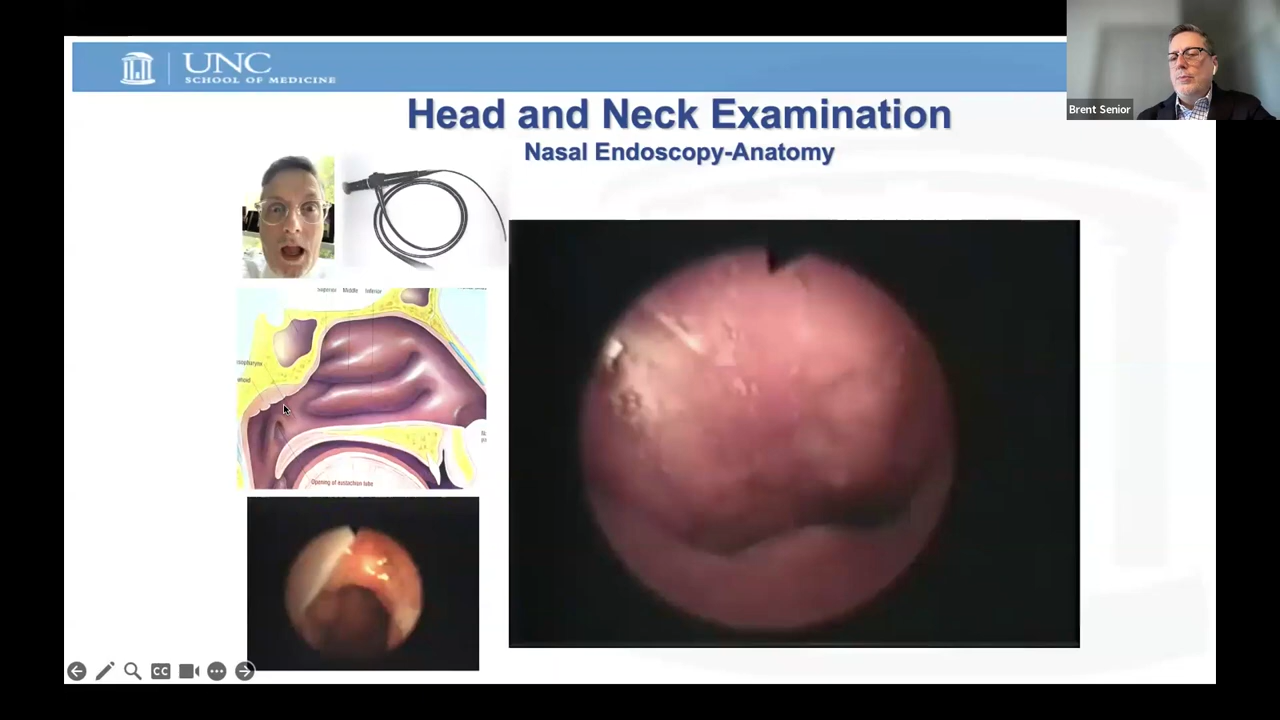 UNC
SCHOOL OF MEDICINE
Brent Senior
Head and Neck Examination
Nasal Endoscopy-Anatomy
Superior Middle Inferior
Opening of eustachian tube
CC